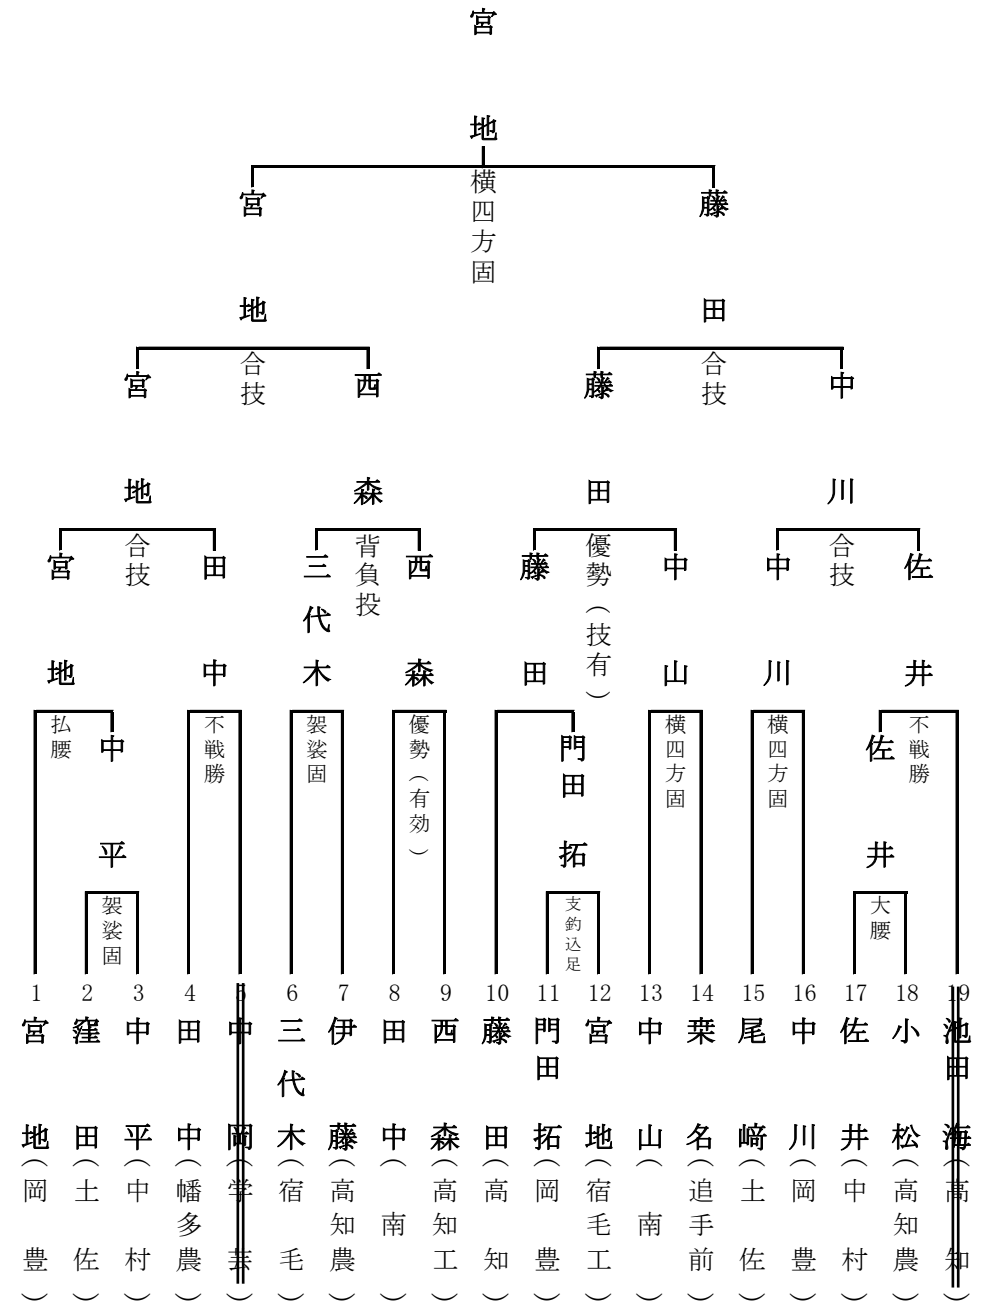 宮地
横四方固
宮地
藤田
合技
合技
宮地
西森
藤田
中川
合技
背負投
優勢（技有）
合技
宮地
田中
三代木
西森
藤田
中山
中川
佐井
払腰
不戦勝
袈裟固
優勢（有効）
横四方固
横四方固
不戦勝
中平
門田拓
佐井
袈裟固
支釣込足
大腰
1 宮地（岡豊）
2 窪田（土佐）
3 中平（中村）
4 田中（幡多農）
5 中岡（学芸）
6 三代木（宿毛）
7 伊藤（高知農）
8 田中（南）
9 西森（高知工）
10 藤田（高知）
11 門田拓（岡豊）
12 宮地（宿毛工）
13 中山（南）
14 桒名（追手前）
15 尾﨑（土佐）
16 中川（岡豊）
17 佐井（中村）
18 小松（高知農）
19 池田海（高知）